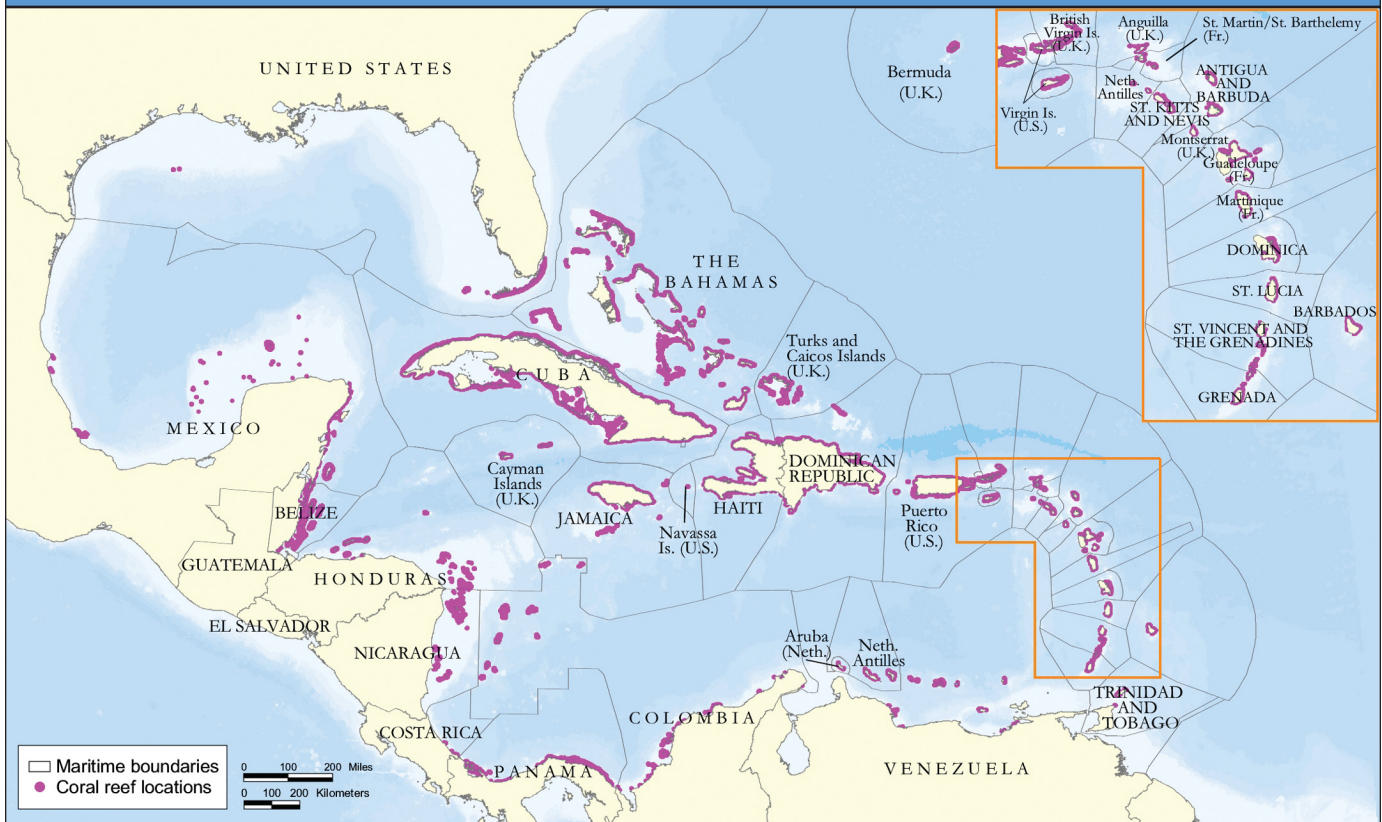 UNITED STATES
Bermuda
(U.K.)
British
Virgin Is.
(U.K.)
Anguilla
(U.K.)
St. Martin/St. Barthelemy
(Fr.)
Neth.
Antilles
ANTIGUA
AND
BARBUDA
Virgin Is.
(U.S.)
ST. KITTS
AND NEVIS
Montserrat
(U.K.)
Guadeloupe
(Fr.)
Martinique
(Fr.)
DOMINICA
ST. LUCIA
BARBADOS
ST. VINCENT AND
THE GRENADINES
GRENADA
THE
BAHAMAS
Turks and
Caicos Islands
(U.K.)
CUBA
MEXICO
Cayman
Islands
(U.K.)
DOMINICAN
REPUBLIC
JAMAICA
HAITI
Navassa
Is. (U.S.)
Puerto
Rico
(U.S.)
BELIZE
GUATEMALA
HONDURAS
EL SALVADOR
NICARAGUA
Aruba
(Neth.)
Neth.
Antilles
TRINIDAD
AND
TOBAGO
COSTA RICA
COLOMBIA
PANAMA
VENEZUELA
Maritime boundaries
Coral reef locations
0 100 200 Miles
0 100 200 Kilometers